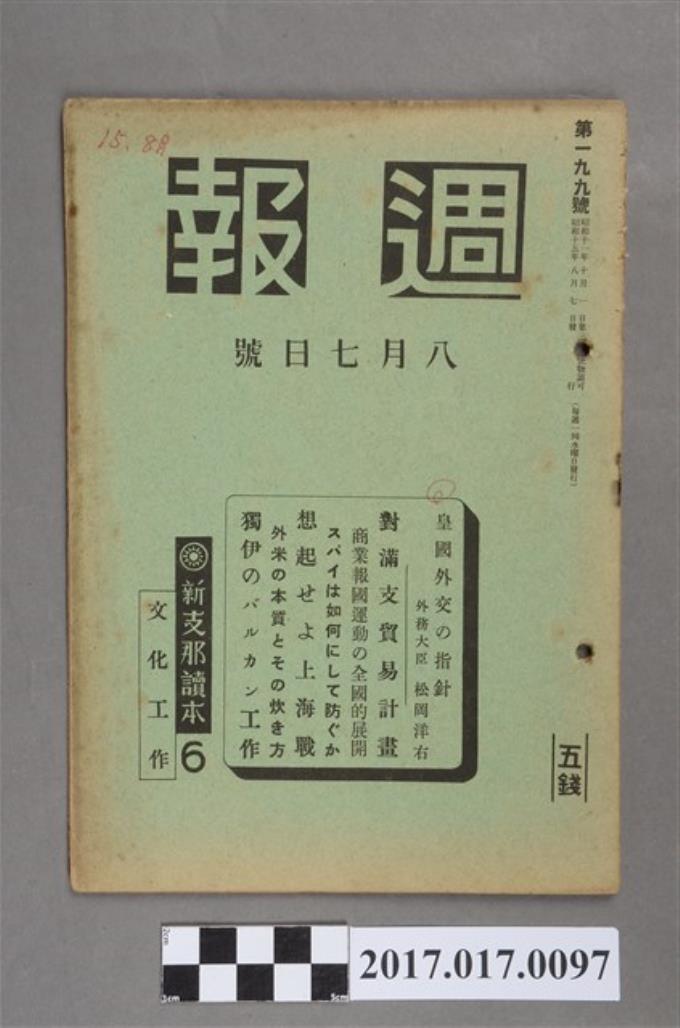 15. 8月
第一九九號
昭和十一年十月一日第三種郵便物認可
昭和十五年八月七日發行
(每週一回水曜日發行)
週報
八月七日號
皇國外交の指針
外務大臣 松岡洋右
對滿支貿易計畫
商業報國運動の全國的展開
スパイは如何にして防ぐか
想起せよ上海戰
外米の本質とその炊き方
獨伊のバルカン工作
新支那讀本6
文化工作
五錢
2cm
3cm
5cm
2017.017.0097